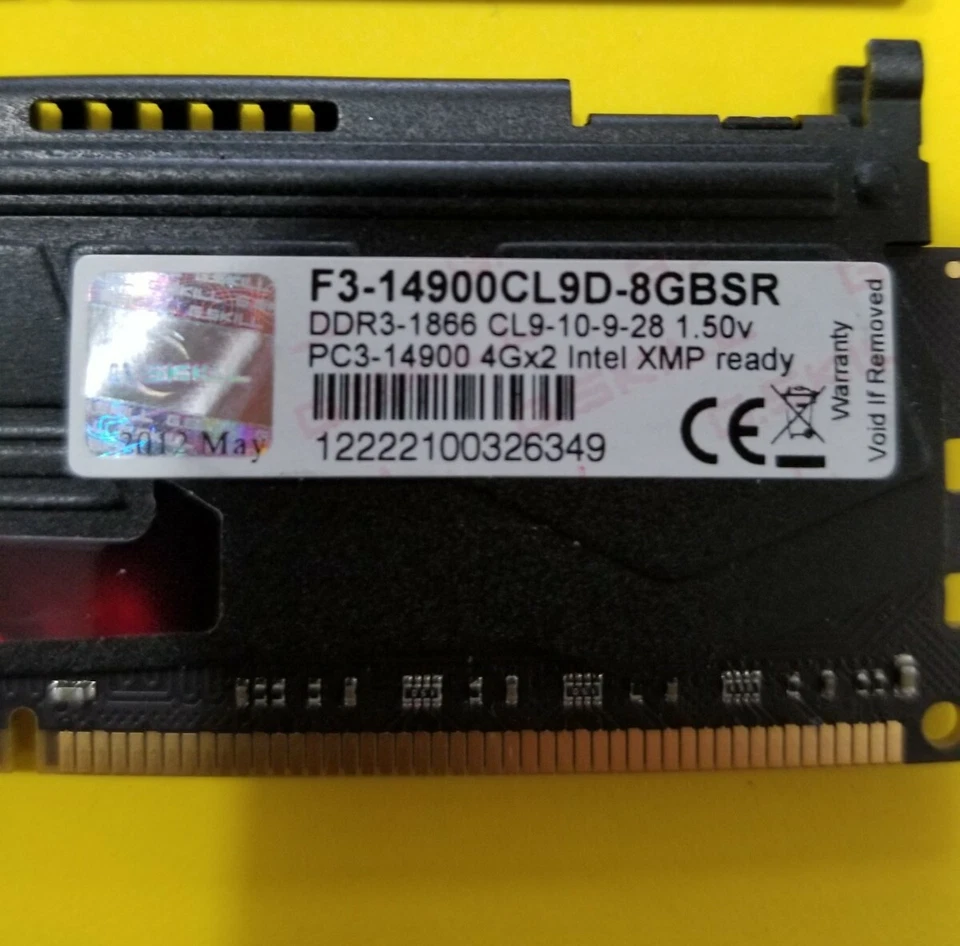 F3-14900CL9D-8GBSR
DDR3-1866 CL9-10-9-28 1.50v
PC3-14900 4Gx2 Intel XMP ready
12222100326349
CE
Warranty
Void If Removed
G.SKILL
2012 May